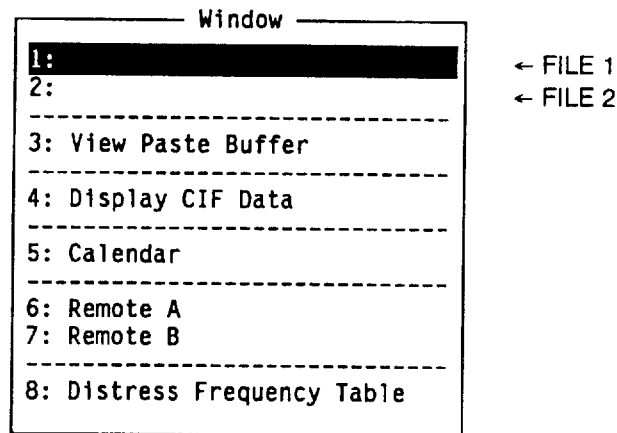 Window
1: ← FILE 1
2: ← FILE 2
3: View Paste Buffer
4: Display CIF Data
5: Calendar
6: Remote A
7: Remote B
8: Distress Frequency Table